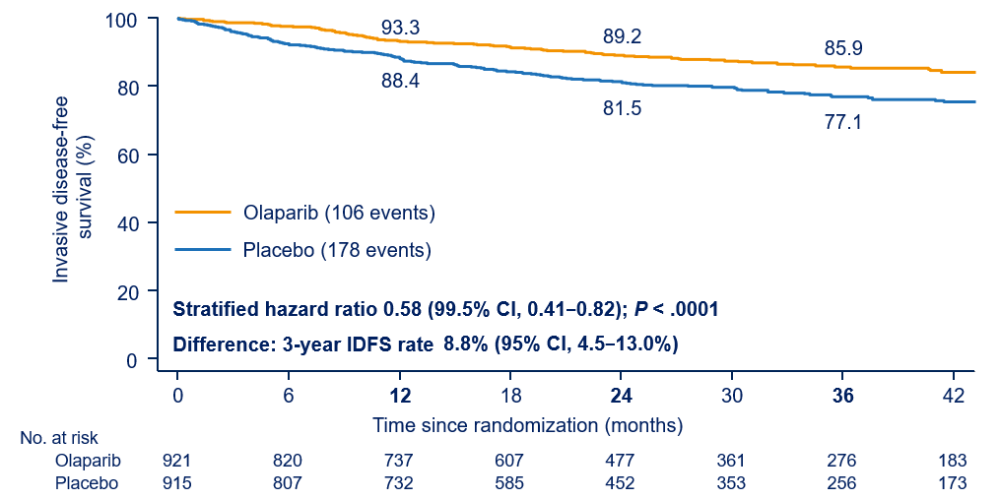 100
80
60
40
20
0
Invasive disease-free
survival (%)
93.3
88.4
89.2
81.5
85.9
77.1
Olaparib (106 events)
Placebo (178 events)
Stratified hazard ratio 0.58 (99.5% CI, 0.41–0.82); P < .0001
Difference: 3-year IDFS rate 8.8% (95% CI, 4.5–13.0%)
0 6 12 18 24 30 36 42
Time since randomization (months)
No. at risk
Olaparib 921 820 737 607 477 361 276 183
Placebo 915 807 732 585 452 353 256 173